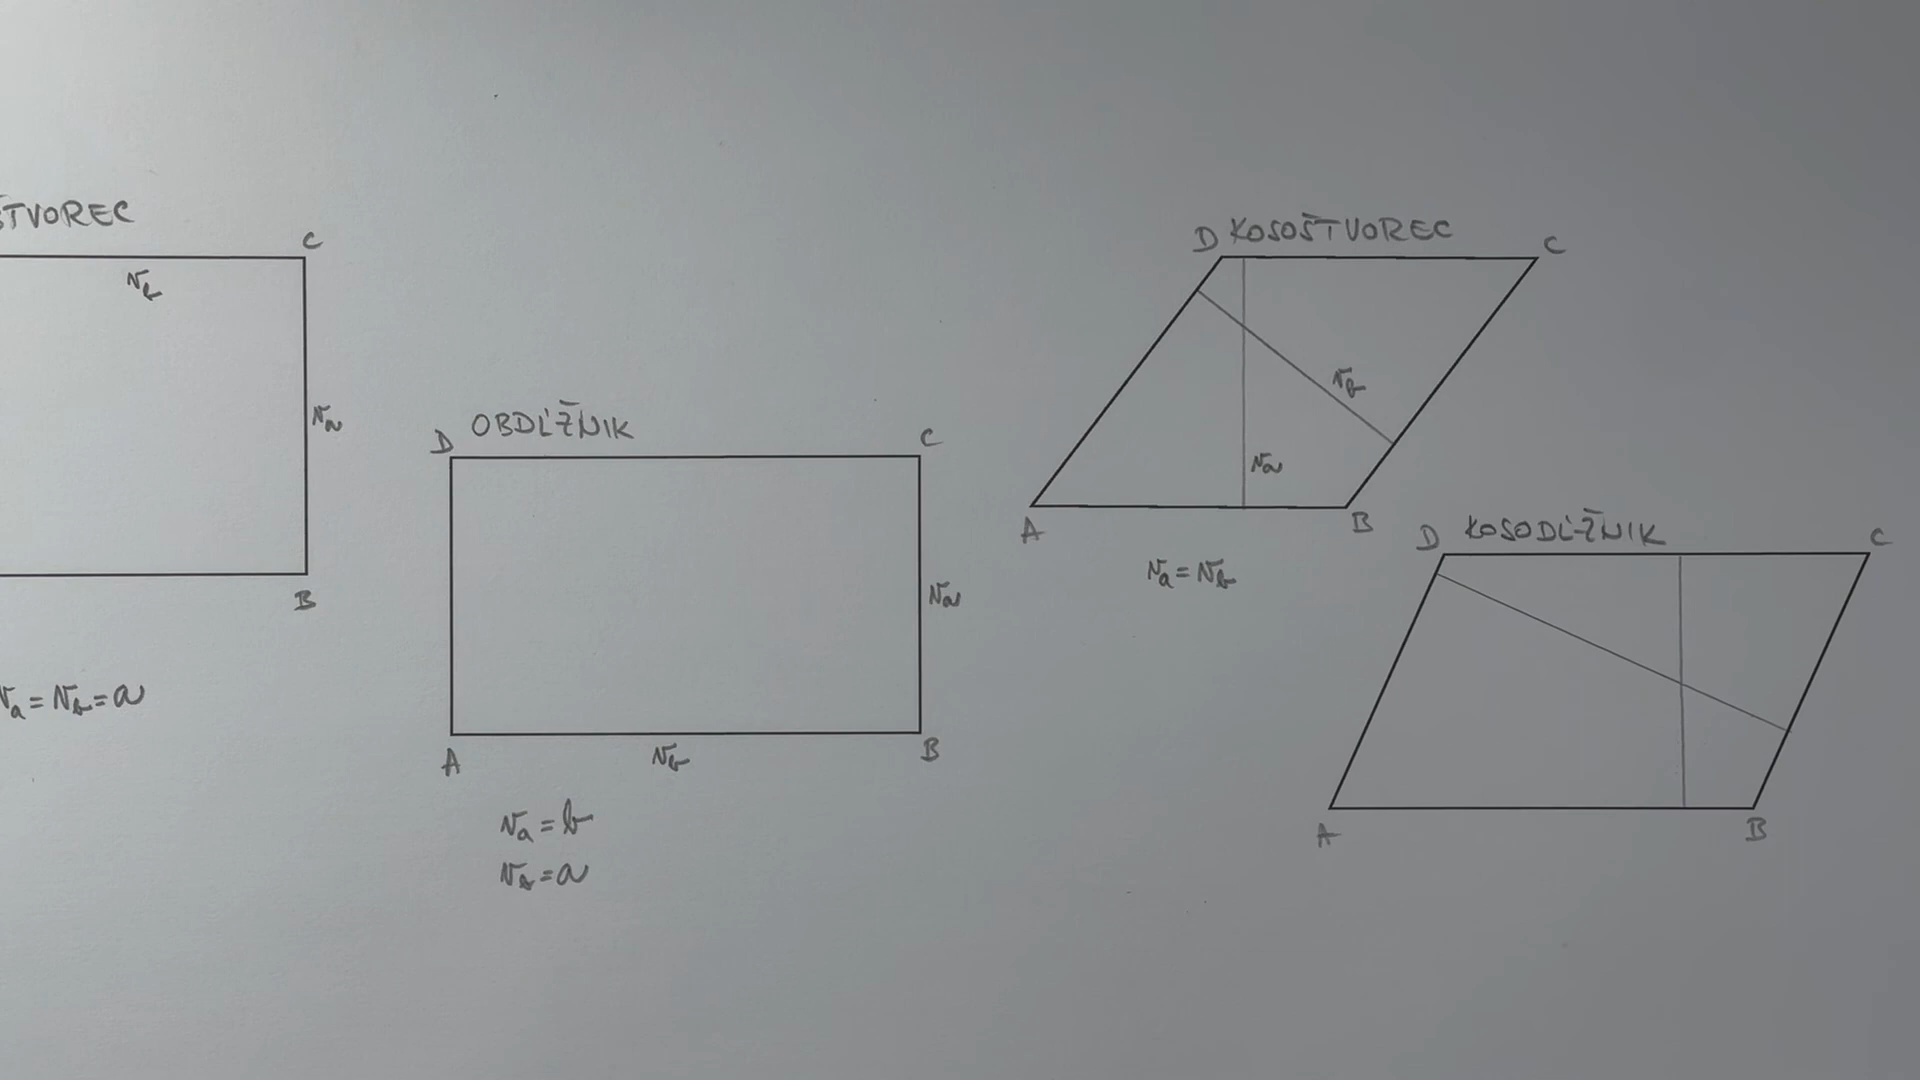 ŠTVOREC
C
v_b
v_a
B
v_a = v_b = a
OBDĹŽNIK
D
C
v_a
A
v_b
B
v_a = b
v_b = a
KOSOŠTVOREC
D
C
v_b
v_a
A
B
v_a = v_b
KOSODĹŽNIK
D
C
A
B